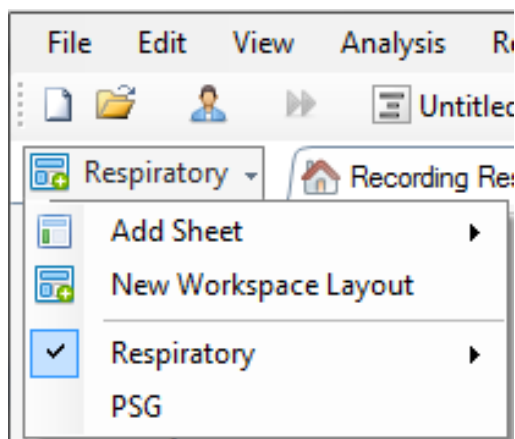 File Edit View Analysis
Untitled
Respiratory Recording
Add Sheet
New Workspace Layout
Respiratory
PSG